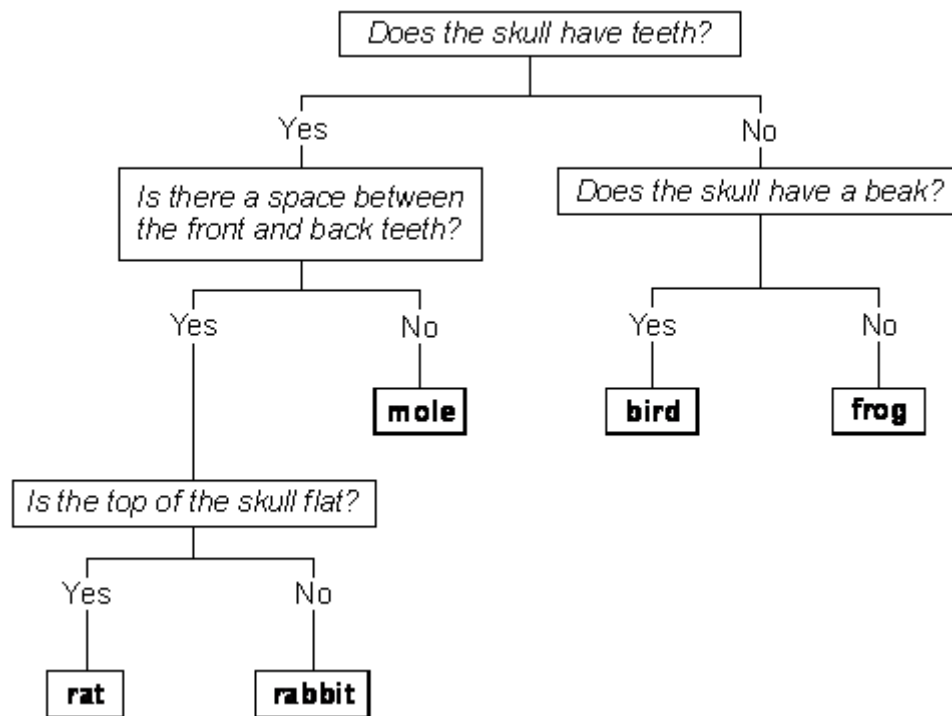 Does the skull have teeth?
Yes
No
Is there a space between
the front and back teeth?
Does the skull have a beak?
Yes
No
Yes
No
mole
bird
frog
Is the top of the skull flat?
Yes
No
rat
rabbit